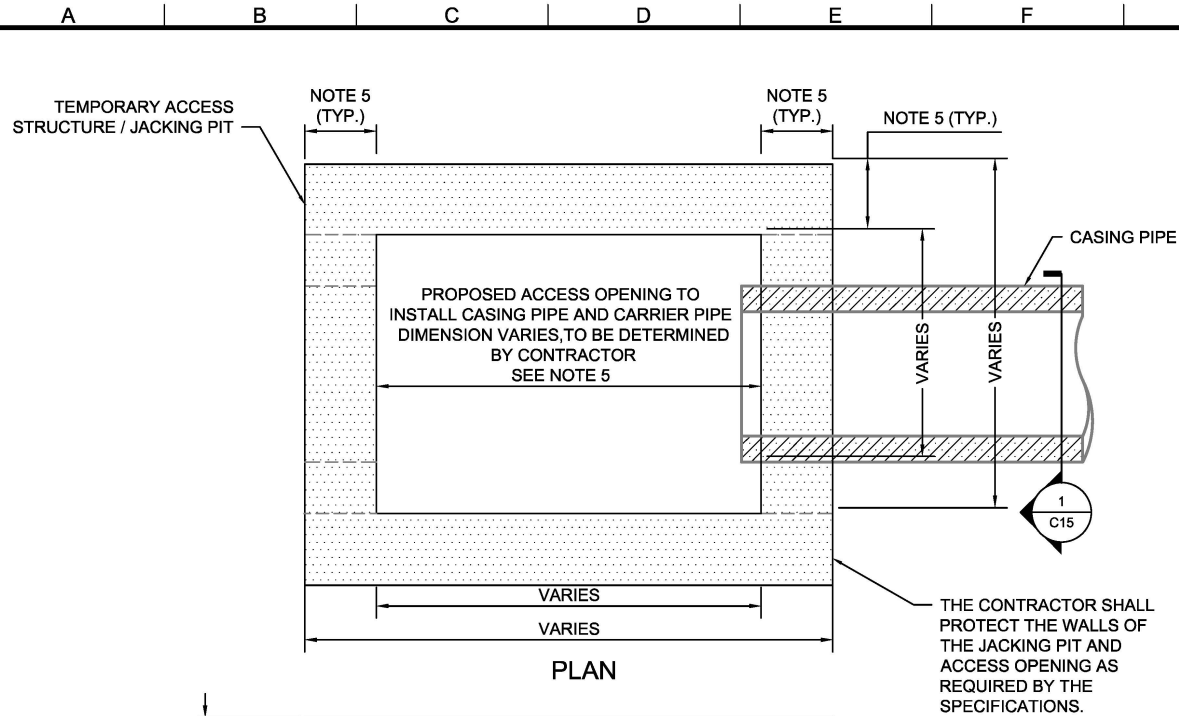 A B C D E F
TEMPORARY ACCESS
STRUCTURE / JACKING PIT
NOTE 5
(TYP.)
NOTE 5
(TYP.)
NOTE 5 (TYP.)
CASING PIPE
PROPOSED ACCESS OPENING TO
INSTALL CASING PIPE AND CARRIER PIPE
DIMENSION VARIES,TO BE DETERMINED
BY CONTRACTOR
SEE NOTE 5
VARIES
VARIES
1
C15
VARIES
VARIES
PLAN
THE CONTRACTOR SHALL
PROTECT THE WALLS OF
THE JACKING PIT AND
ACCESS OPENING AS
REQUIRED BY THE
SPECIFICATIONS.